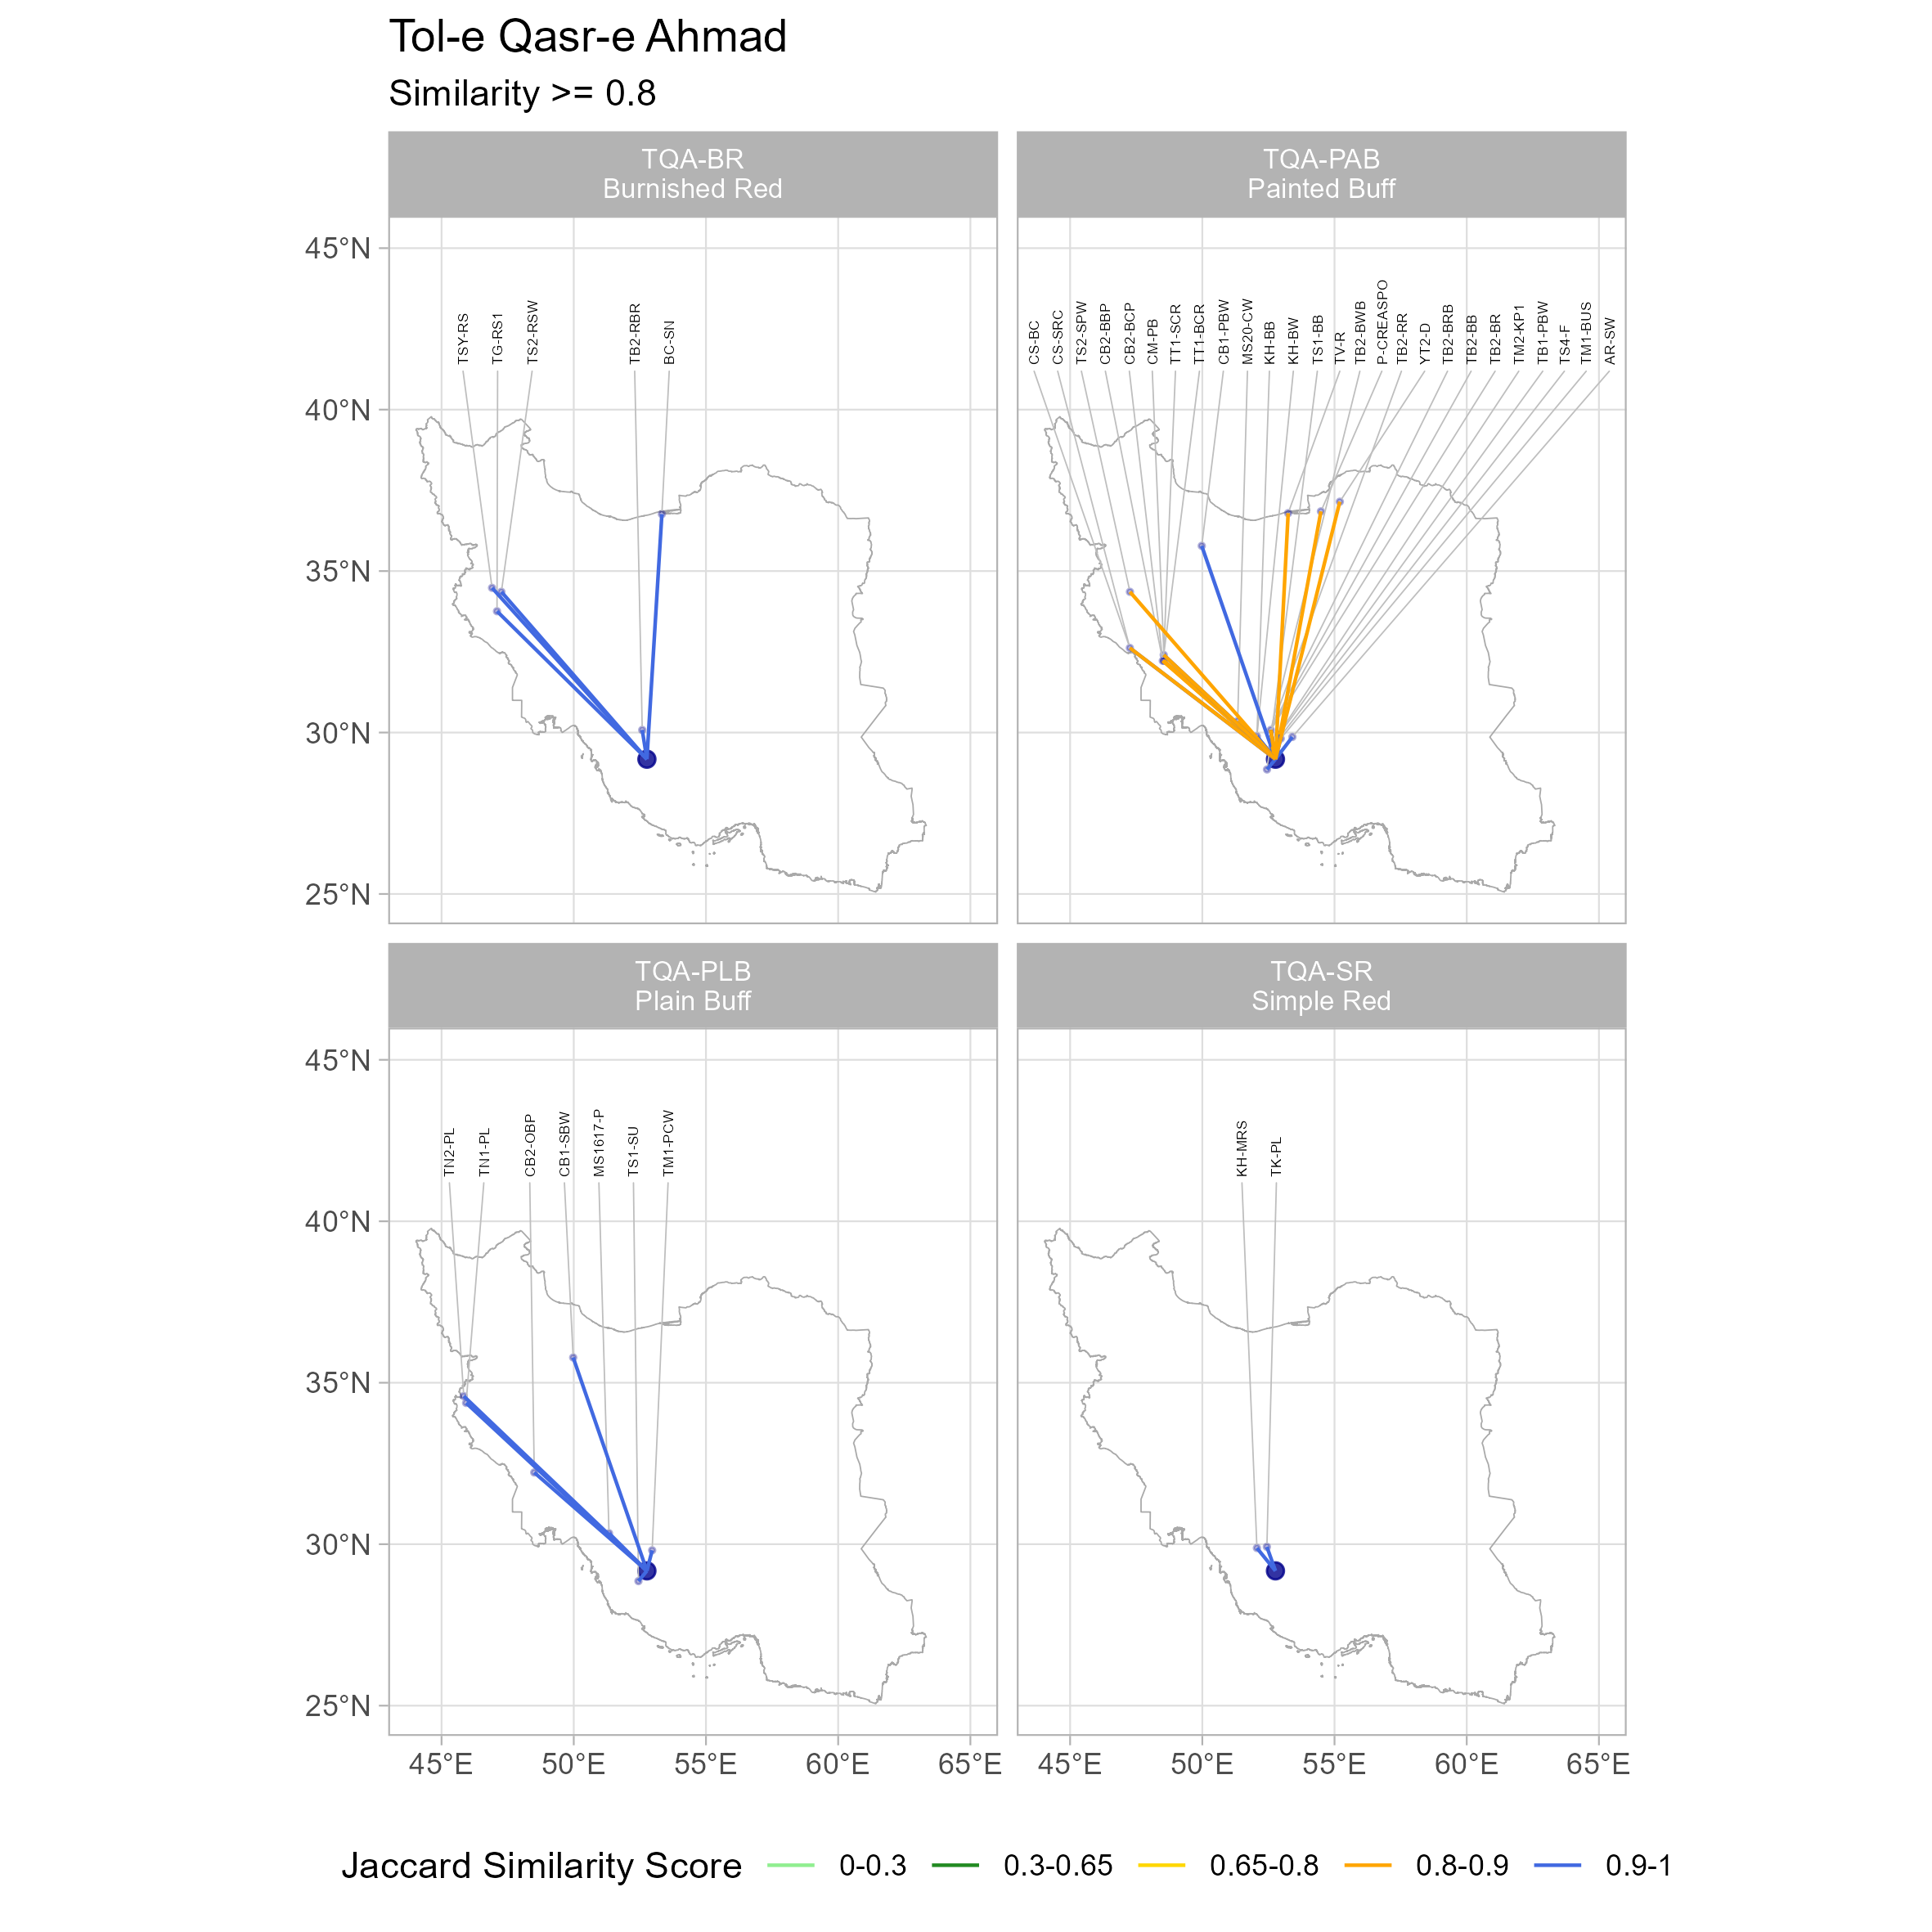 Tol-e Qasr-e Ahmad
Similarity >= 0.8
TQA-BR
Burnished Red
TQA-PAB
Painted Buff
45°N
40°N
35°N
30°N
25°N
TSY-RS
TG-RS1
TS2-RSW
TB2-RBR
BC-SN
CS-BC
CS-SRC
TS2-SPW
CB2-BBP
CB2-BCP
CM-PB
TT1-SCR
TT1-BCR
CB1-PBW
MS20-CW
KH-BB
KH-BW
TS1-BB
TV-R
TB2-BWB
P-CREASPO
TB2-RR
YT2-D
TB2-BRB
TB2-BB
TB2-BR
TM2-KP1
TB1-PBW
TS4-F
TM1-BUS
AR-SW
TQA-PLB
Plain Buff
TQA-SR
Simple Red
45°N
40°N
35°N
30°N
25°N
TN2-PL
TN1-PL
CB2-OBP
CB1-SBW
MS1617-P
TS1-SU
TM1-PCW
KH-MRS
TK-PL
45°E 50°E 55°E 60°E 65°E
45°E 50°E 55°E 60°E 65°E
Jaccard Similarity Score 0-0.3 0.3-0.65 0.65-0.8 0.8-0.9 0.9-1